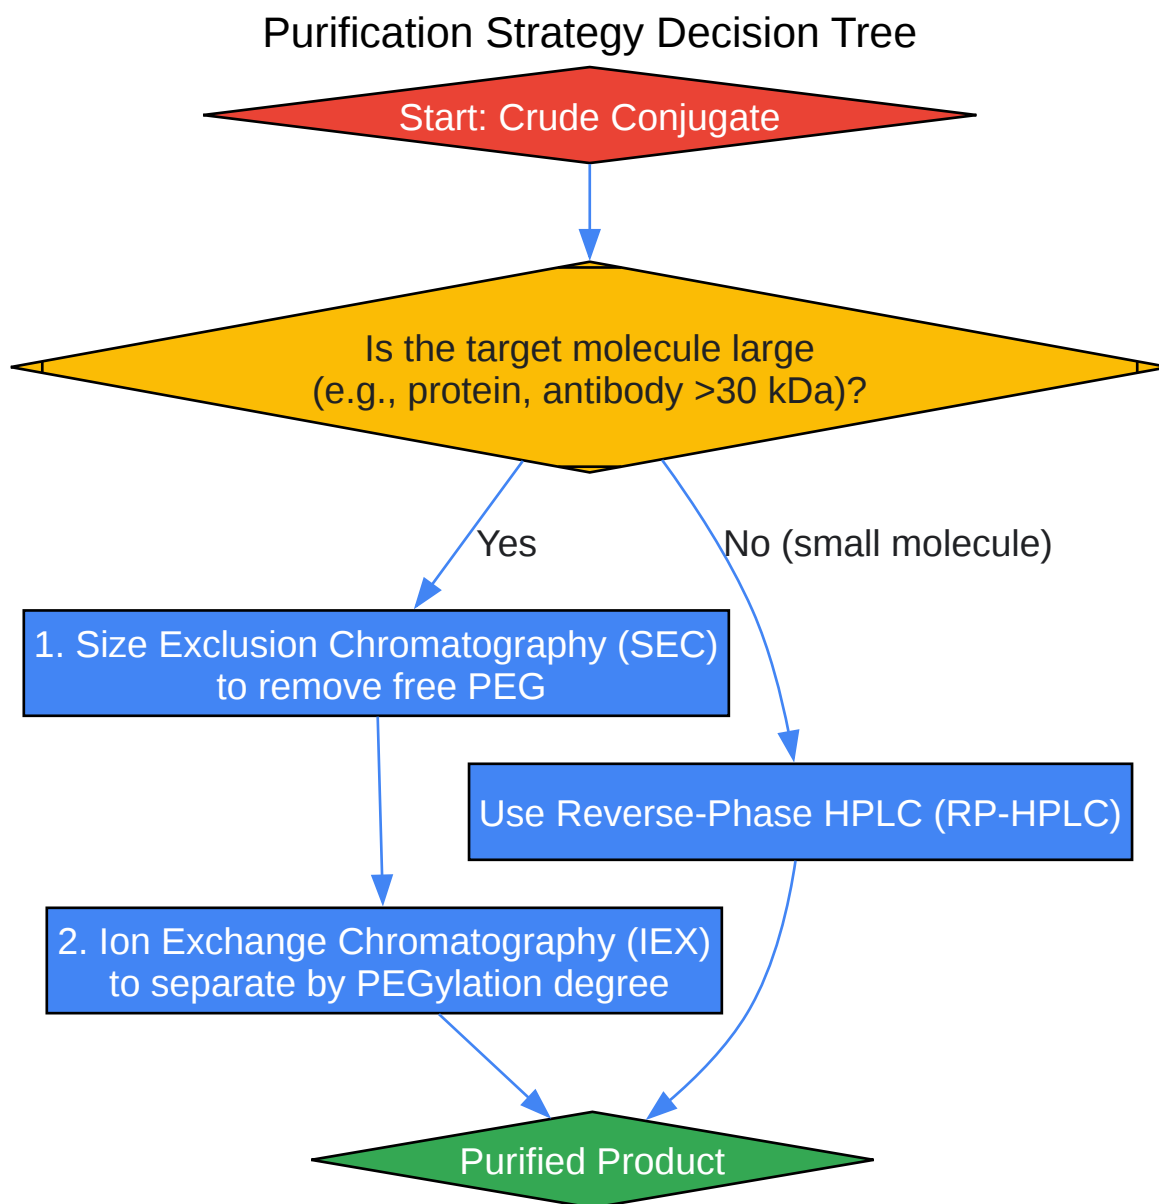 Purification Strategy Decision Tree
Start: Crude Conjugate
Is the target molecule large
(e.g., protein, antibody >30 kDa)?
Yes
No (small molecule)
1. Size Exclusion Chromatography (SEC)
to remove free PEG
Use Reverse-Phase HPLC (RP-HPLC)
2. Ion Exchange Chromatography (IEX)
to separate by PEGylation degree
Purified Product